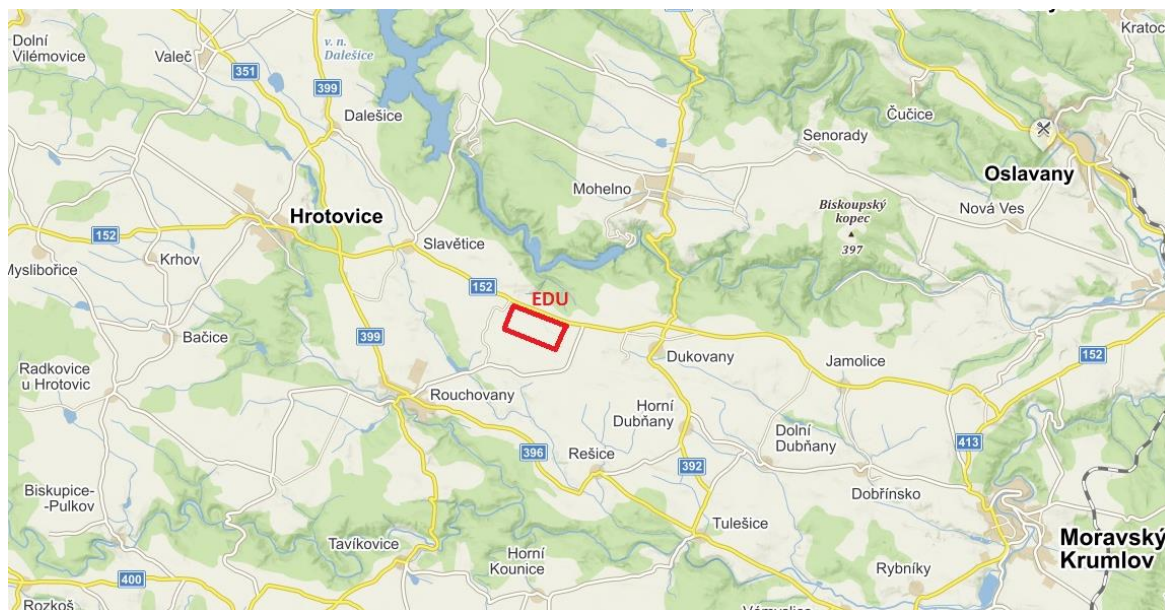 Dolní
Vilémovice
Valeč
v. n.
Dalešice
351
399
Dalešice
Kratoc
Čučice
Senorady
Oslavany
Mohelno
Biskoupský
kopec
397
Nová Ves
Hrotovice
152
Slavětice
Krhov
Myslibořice
152
EDU
Bačice
399
Dukovany
152
Jamolice
Radkovice
u Hrotovic
Rouchovany
Horní
Dubňany
Dolní
Dubňany
413
396
Rešice
392
Dobřínsko
Biskupice-
-Pulkov
Tulešice
Tavíkovice
Moravský
Krumlov
Horní
Kounice
Rybníky
400
Rozkoš